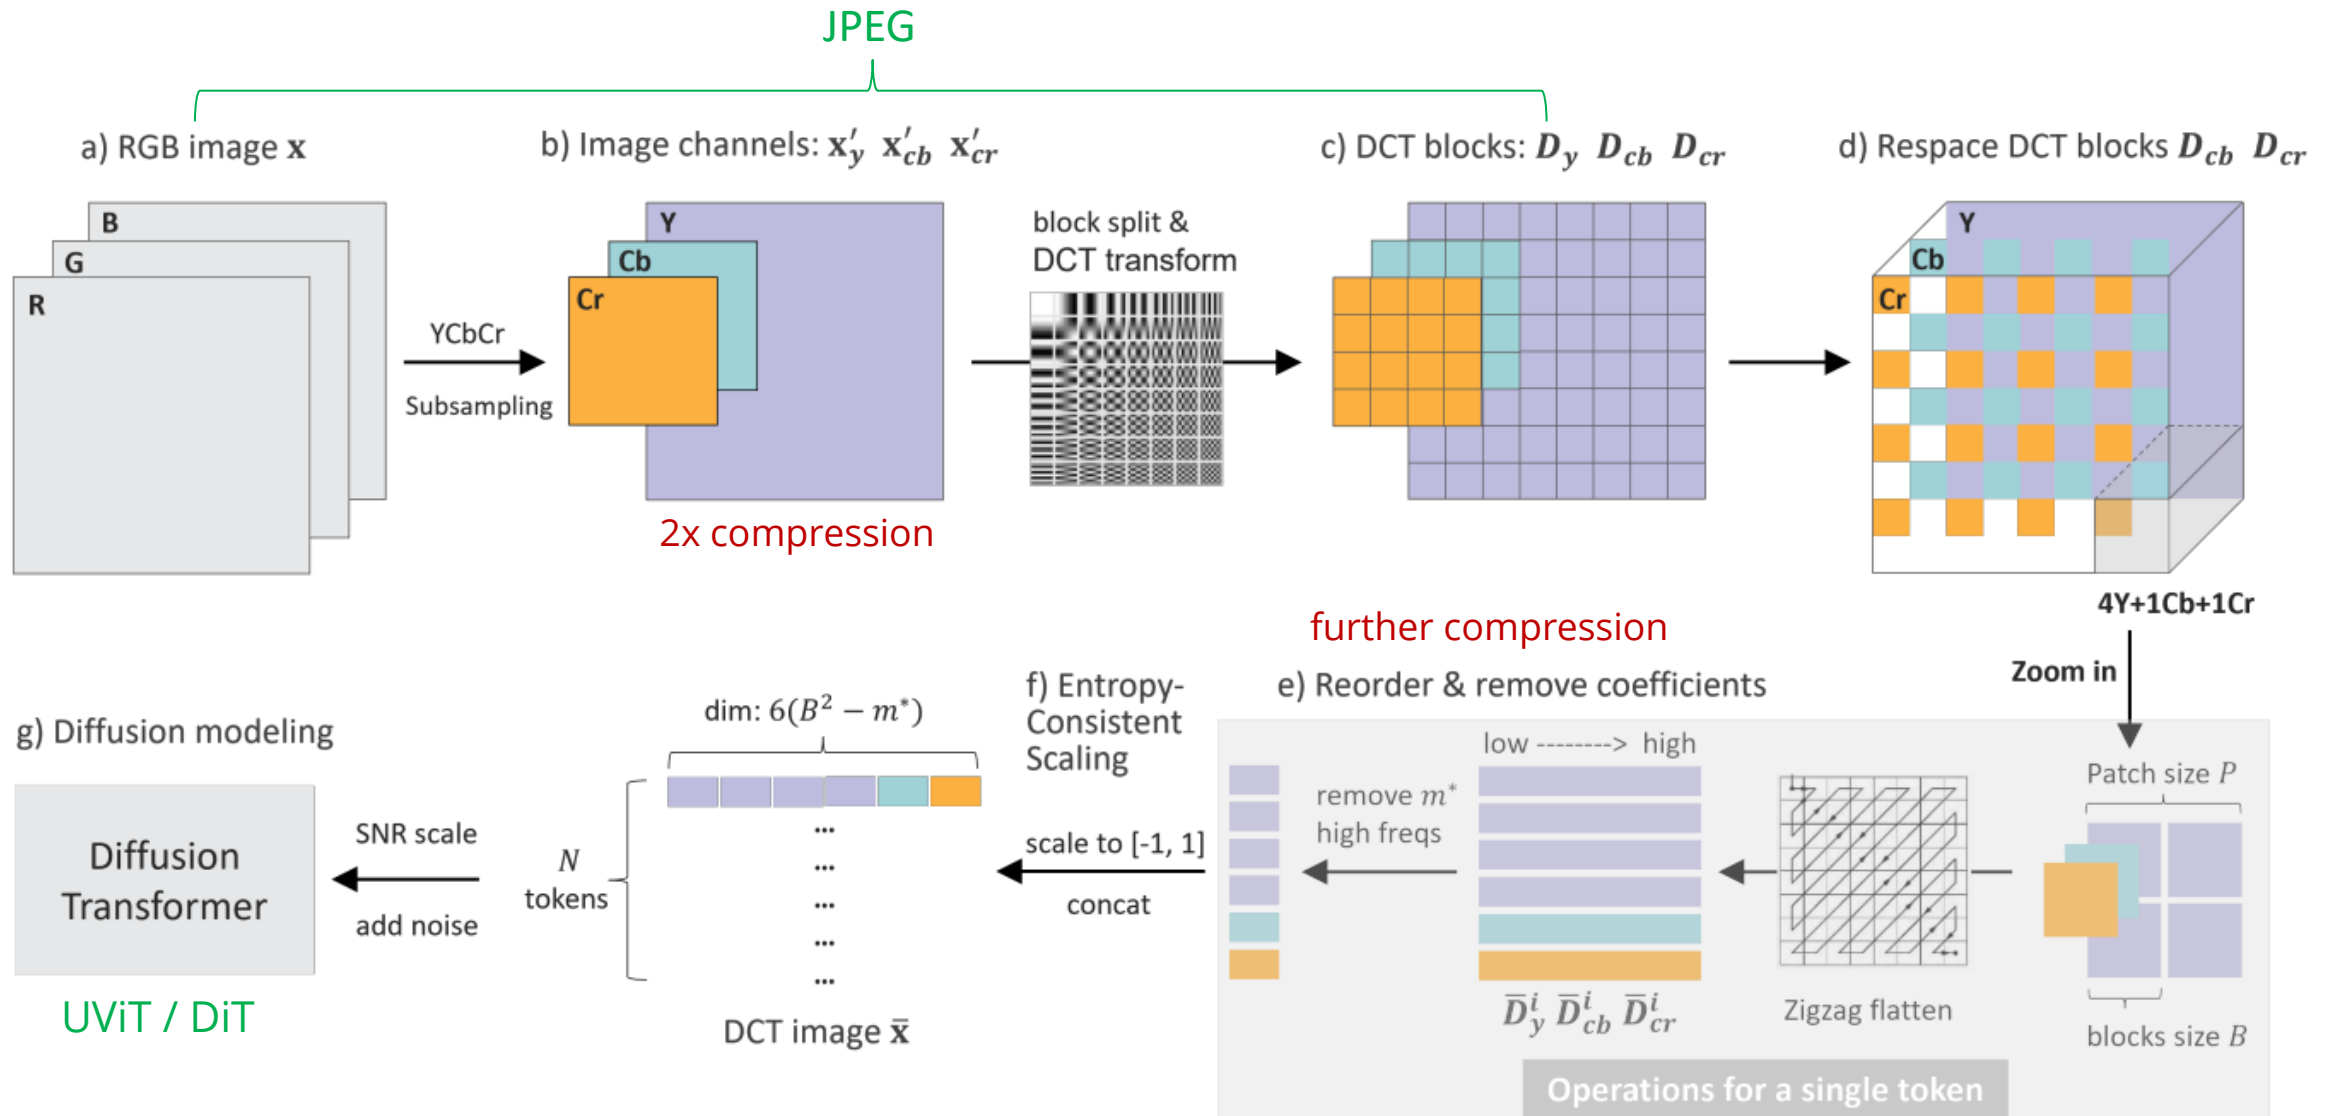 JPEG
a) RGB image x
b) Image channels: x′y x′cb x′cr
c) DCT blocks: Dy Dcb Dcr
d) Respace DCT blocks Dcb Dcr
B
G
R
YCbCr
Subsampling
Y
Cb
Cr
2x compression
block split &
DCT transform
Y
Cb
Cr
4Y+1Cb+1Cr
Zoom in
further compression
e) Reorder & remove coefficients
Patch size P
blocks size B
Zigzag flatten
low --------> high
D̄ⁱy D̄ⁱcb D̄ⁱcr
remove m*
high freqs
Operations for a single token
f) Entropy-
Consistent
Scaling
scale to [-1, 1]
concat
dim: 6(B² − m*)
N
tokens
...
...
...
...
...
DCT image x̄
SNR scale
add noise
g) Diffusion modeling
Diffusion
Transformer
UViT / DiT